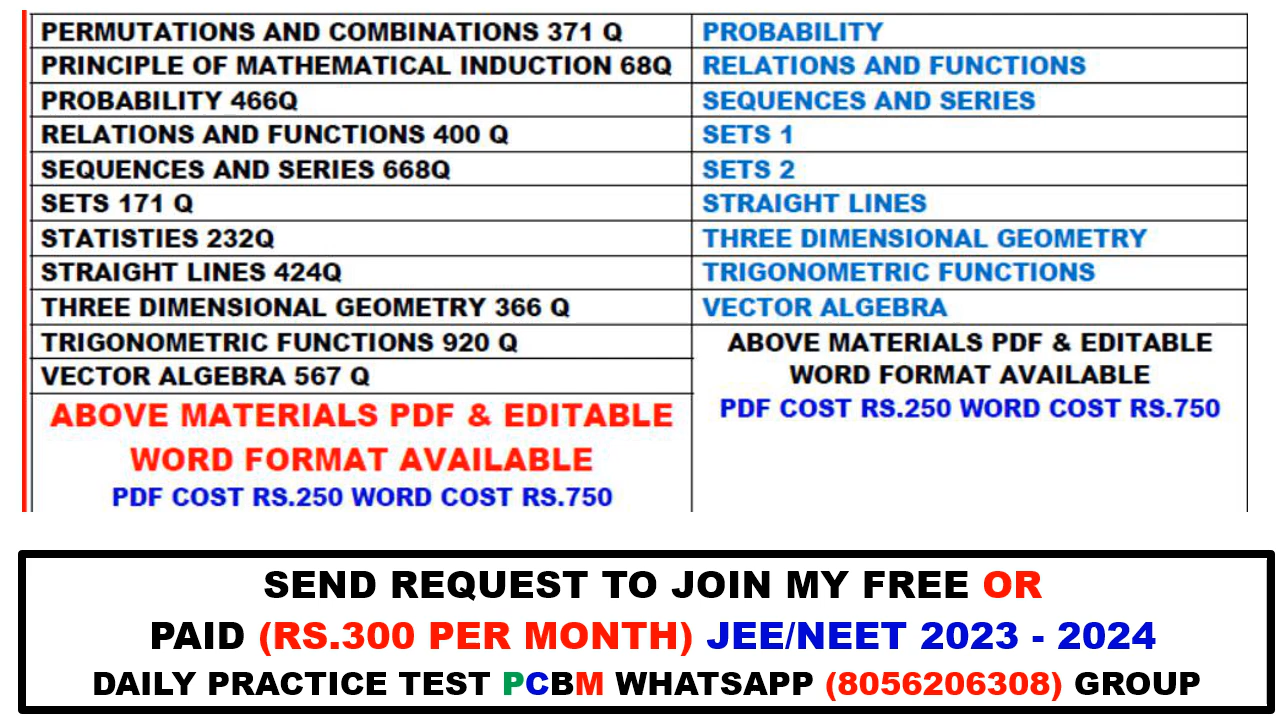 PERMUTATIONS AND COMBINATIONS 371 Q
PRINCIPLE OF MATHEMATICAL INDUCTION 68Q
PROBABILITY 466Q
RELATIONS AND FUNCTIONS 400 Q
SEQUENCES AND SERIES 668Q
SETS 171 Q
STATISTIES 232Q
STRAIGHT LINES 424Q
THREE DIMENSIONAL GEOMETRY 366 Q
TRIGONOMETRIC FUNCTIONS 920 Q
VECTOR ALGEBRA 567 Q
ABOVE MATERIALS PDF & EDITABLE
WORD FORMAT AVAILABLE
PDF COST RS.250 WORD COST RS.750
PROBABILITY
RELATIONS AND FUNCTIONS
SEQUENCES AND SERIES
SETS 1
SETS 2
STRAIGHT LINES
THREE DIMENSIONAL GEOMETRY
TRIGONOMETRIC FUNCTIONS
VECTOR ALGEBRA
ABOVE MATERIALS PDF & EDITABLE
WORD FORMAT AVAILABLE
PDF COST RS.250 WORD COST RS.750
SEND REQUEST TO JOIN MY FREE OR
PAID (RS.300 PER MONTH) JEE/NEET 2023 - 2024
DAILY PRACTICE TEST PCBM WHATSAPP (8056206308) GROUP